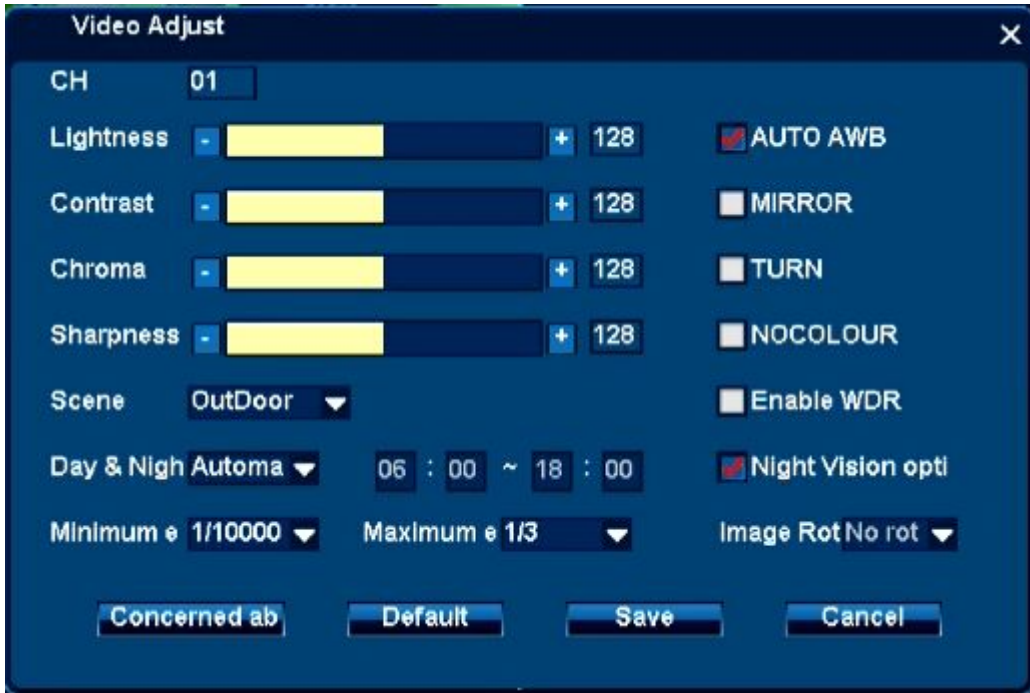 Video Adjust
CH 01
Lightness - + 128 AUTO AWB
Contrast - + 128 MIRROR
Chroma - + 128 TURN
Sharpness - + 128 NOCOLOUR
Scene OutDoor Enable WDR
Day & Nigh Automa 06 : 00 ~ 18 : 00 Night Vision opti
Minimum e 1/10000 Maximum e 1/3 Image Rot No rot
Concerned ab Default Save Cancel